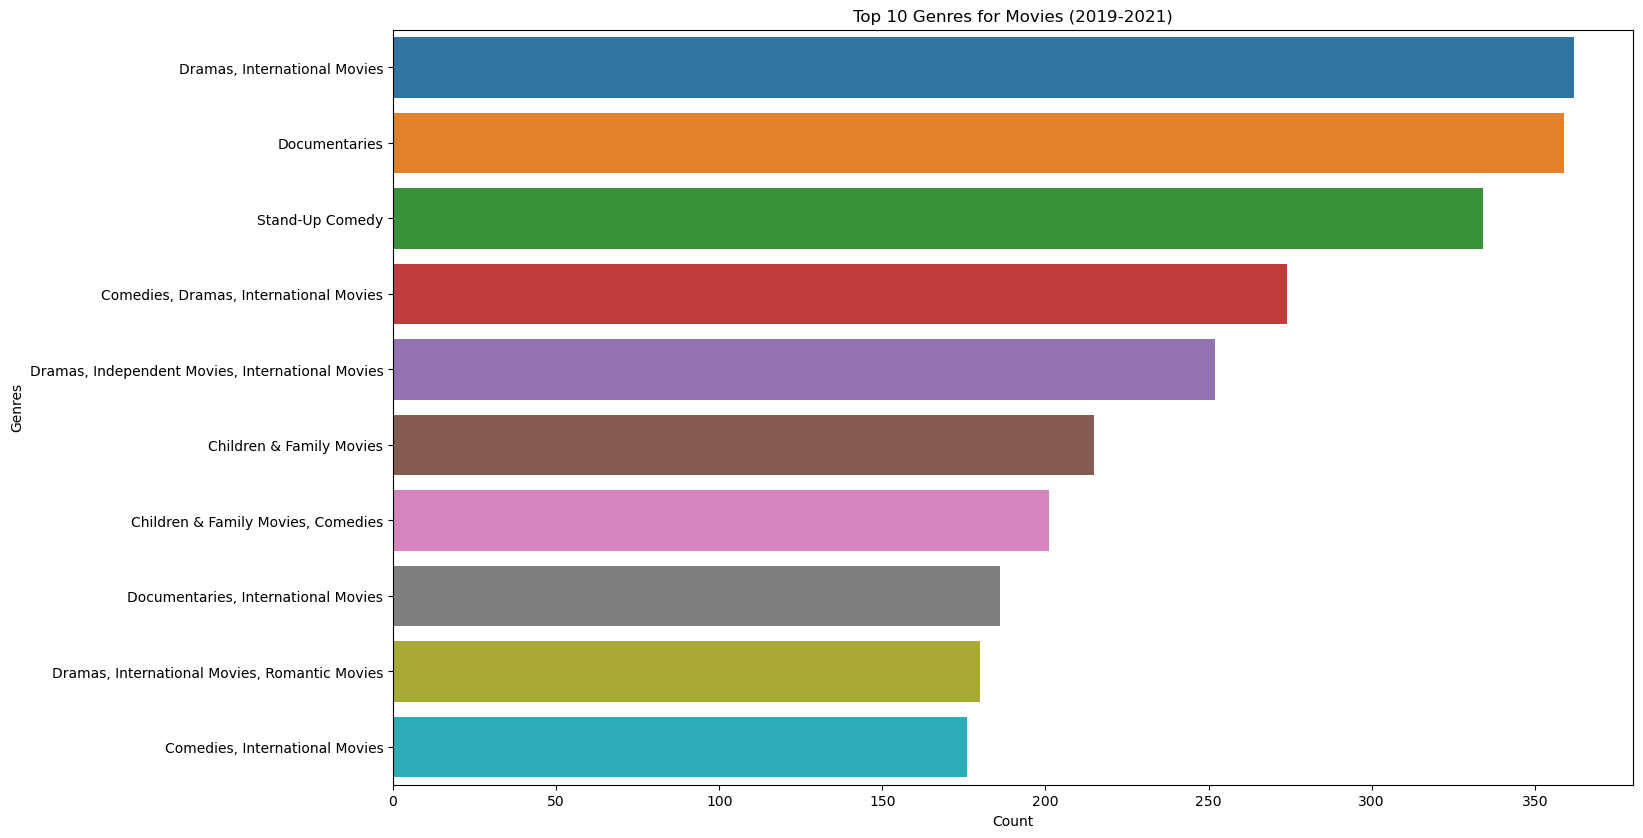 Top 10 Genres for Movies (2019-2021)
Dramas, International Movies
Documentaries
Stand-Up Comedy
Comedies, Dramas, International Movies
Dramas, Independent Movies, International Movies
Genres
Children & Family Movies
Children & Family Movies, Comedies
Documentaries, International Movies
Dramas, International Movies, Romantic Movies
Comedies, International Movies
0 50 100 150 200 250 300 350
Count